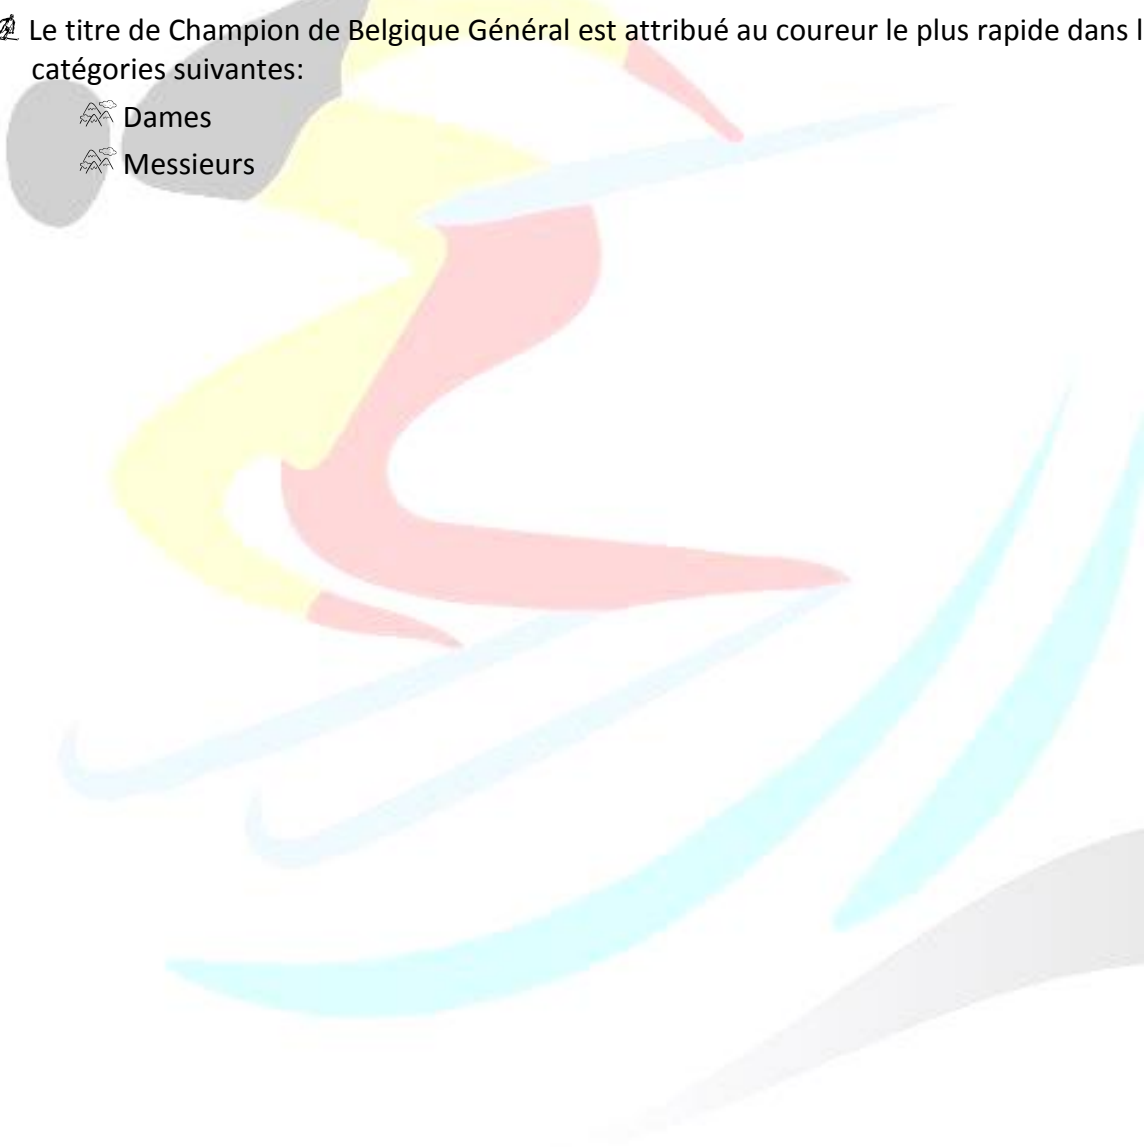 Le titre de Champion de Belgique Général est attribué au coureur le plus rapide dans
catégories suivantes:
Dames
Messieurs